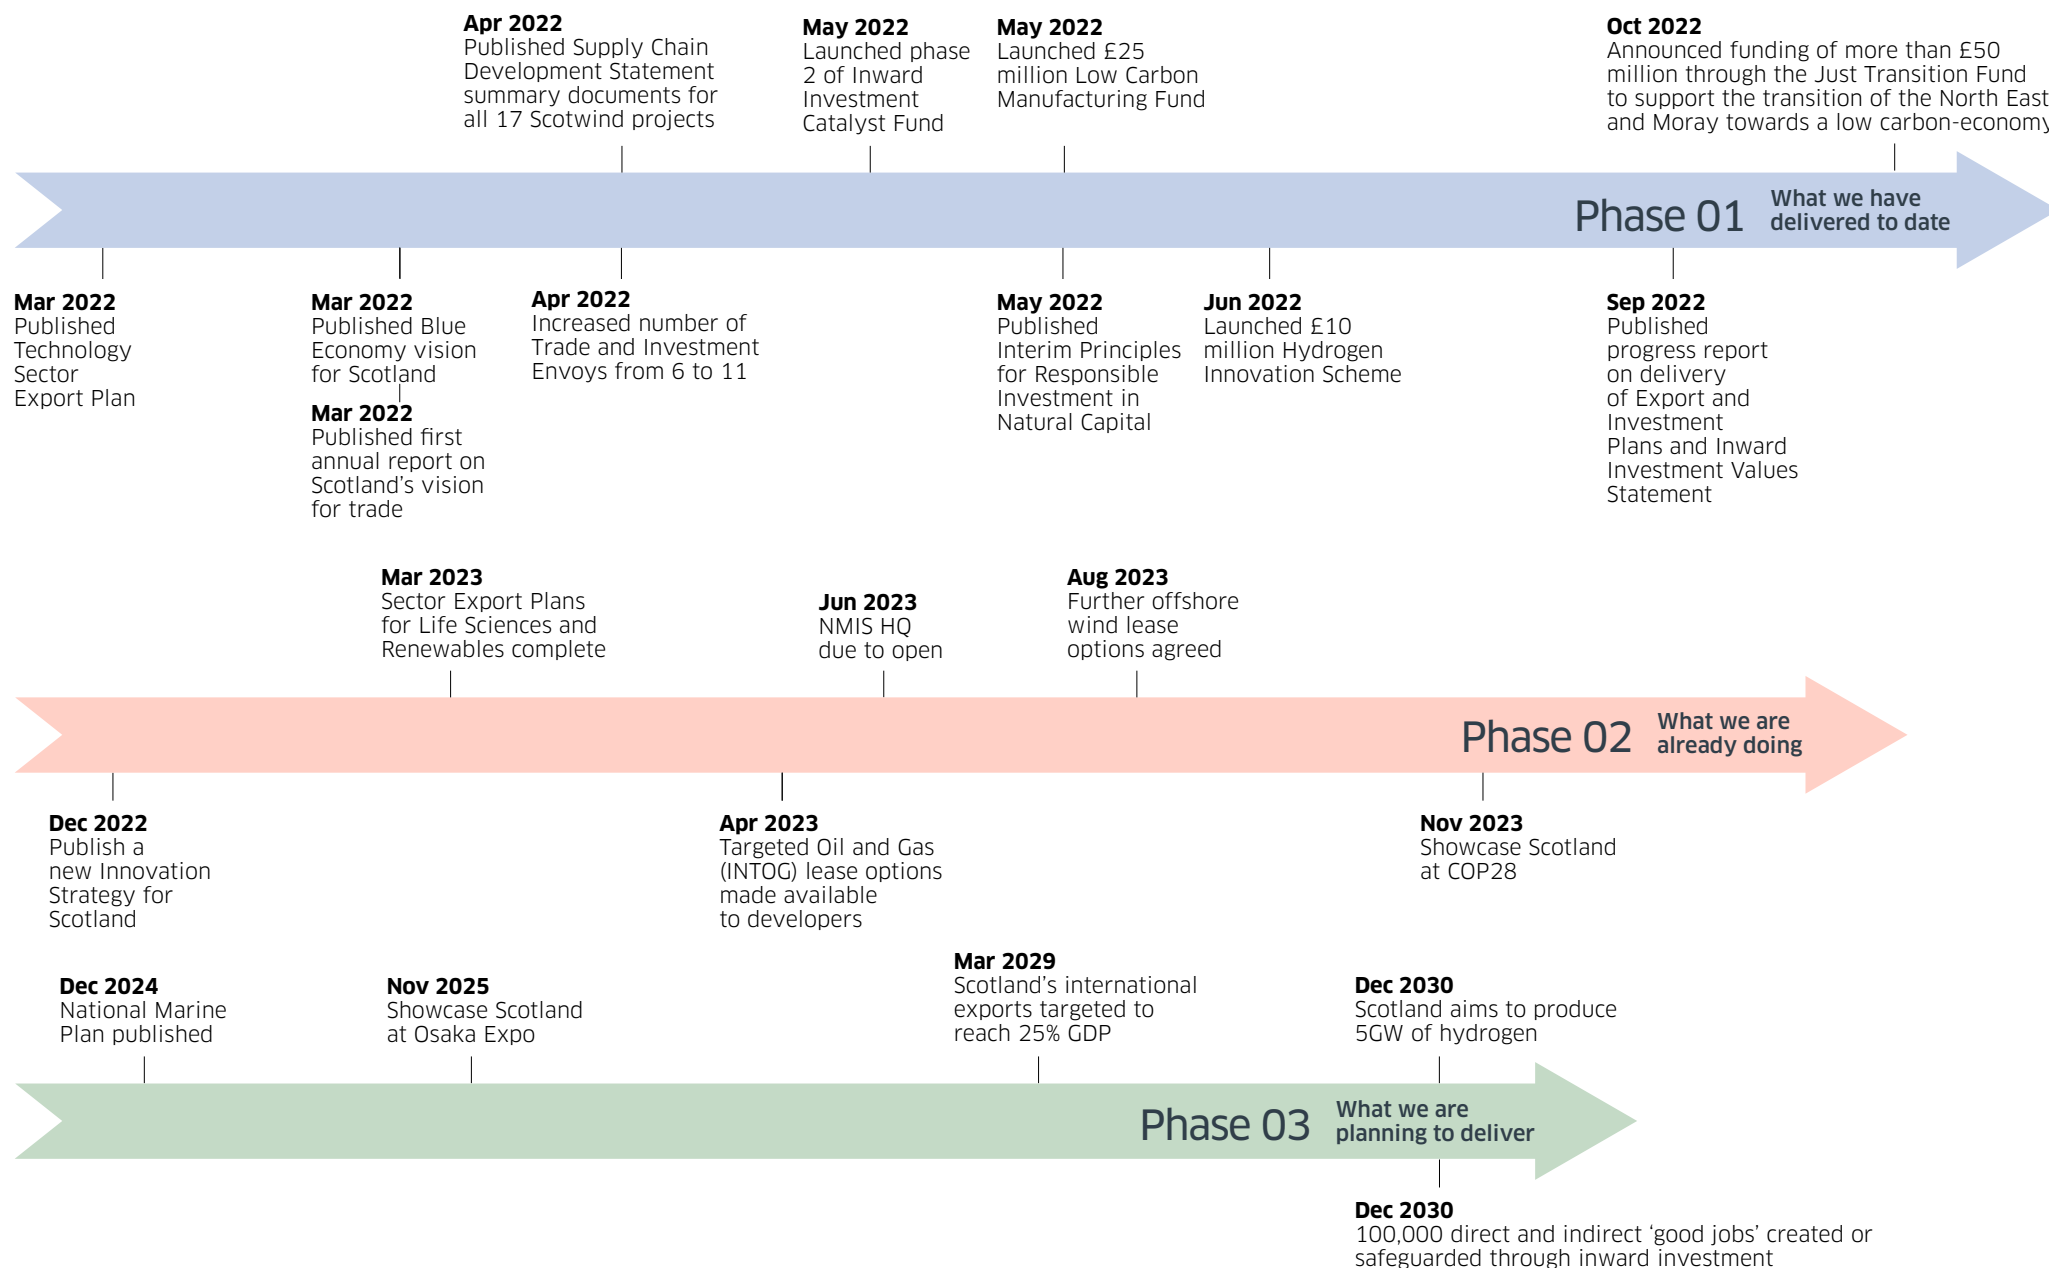 Apr 2022
Published Supply Chain
Development Statement
summary documents for
all 17 Scotwind projects
May 2022
Launched phase
2 of Inward
Investment
Catalyst Fund
May 2022
Launched £25
million Low Carbon
Manufacturing Fund
Oct 2022
Announced funding of more than £50
million through the Just Transition Fund
to support the transition of the North East
and Moray towards a low carbon-economy
Phase 01
What we have
delivered to date
Mar 2022
Published
Technology
Sector
Export Plan
Mar 2022
Published Blue
Economy vision
for Scotland
Mar 2022
Published first
annual report on
Scotland’s vision
for trade
Apr 2022
Increased number of
Trade and Investment
Envoys from 6 to 11
May 2022
Published
Interim Principles
for Responsible
Investment in
Natural Capital
Jun 2022
Launched £10
million Hydrogen
Innovation Scheme
Sep 2022
Published
progress report
on delivery
of Export and
Investment
Plans and Inward
Investment Values
Statement
Mar 2023
Sector Export Plans
for Life Sciences and
Renewables complete
Jun 2023
NMIS HQ
due to open
Aug 2023
Further offshore
wind lease
options agreed
Phase 02
What we are
already doing
Dec 2022
Publish a
new Innovation
Strategy for
Scotland
Apr 2023
Targeted Oil and Gas
(INTOG) lease options
made available
to developers
Nov 2023
Showcase Scotland
at COP28
Dec 2024
National Marine
Plan published
Nov 2025
Showcase Scotland
at Osaka Expo
Mar 2029
Scotland’s international
exports targeted to
reach 25% GDP
Dec 2030
Scotland aims to produce
5GW of hydrogen
Phase 03
What we are
planning to deliver
Dec 2030
100,000 direct and indirect ‘good jobs’ created or
safeguarded through inward investment